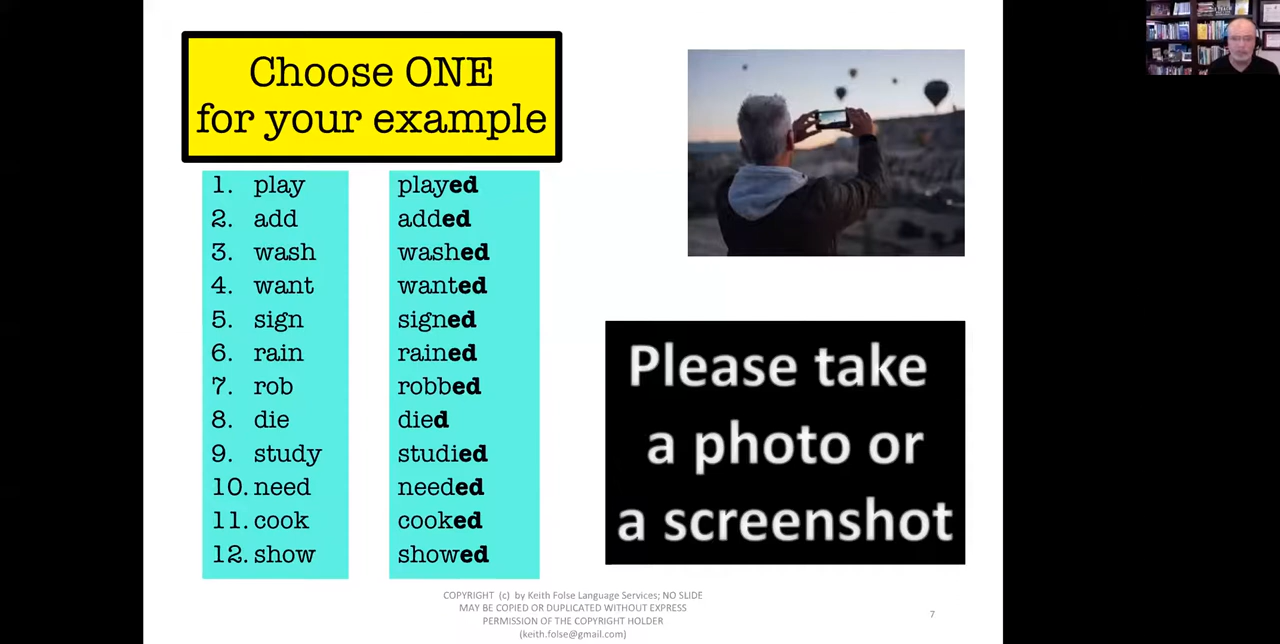 Choose ONE
for your example
1. play played
2. add added
3. wash washed
4. want wanted
5. sign signed
6. rain rained
7. rob robbed
8. die died
9. study studied
10. need needed
11. cook cooked
12. show showed
Please take
a photo or
a screenshot
COPYRIGHT (c) by Keith Folse Language Services; NO SLIDE
MAY BE COPIED OR DUPLICATED WITHOUT EXPRESS
PERMISSION OF THE COPYRIGHT HOLDER
(keith.folse@gmail.com)
7